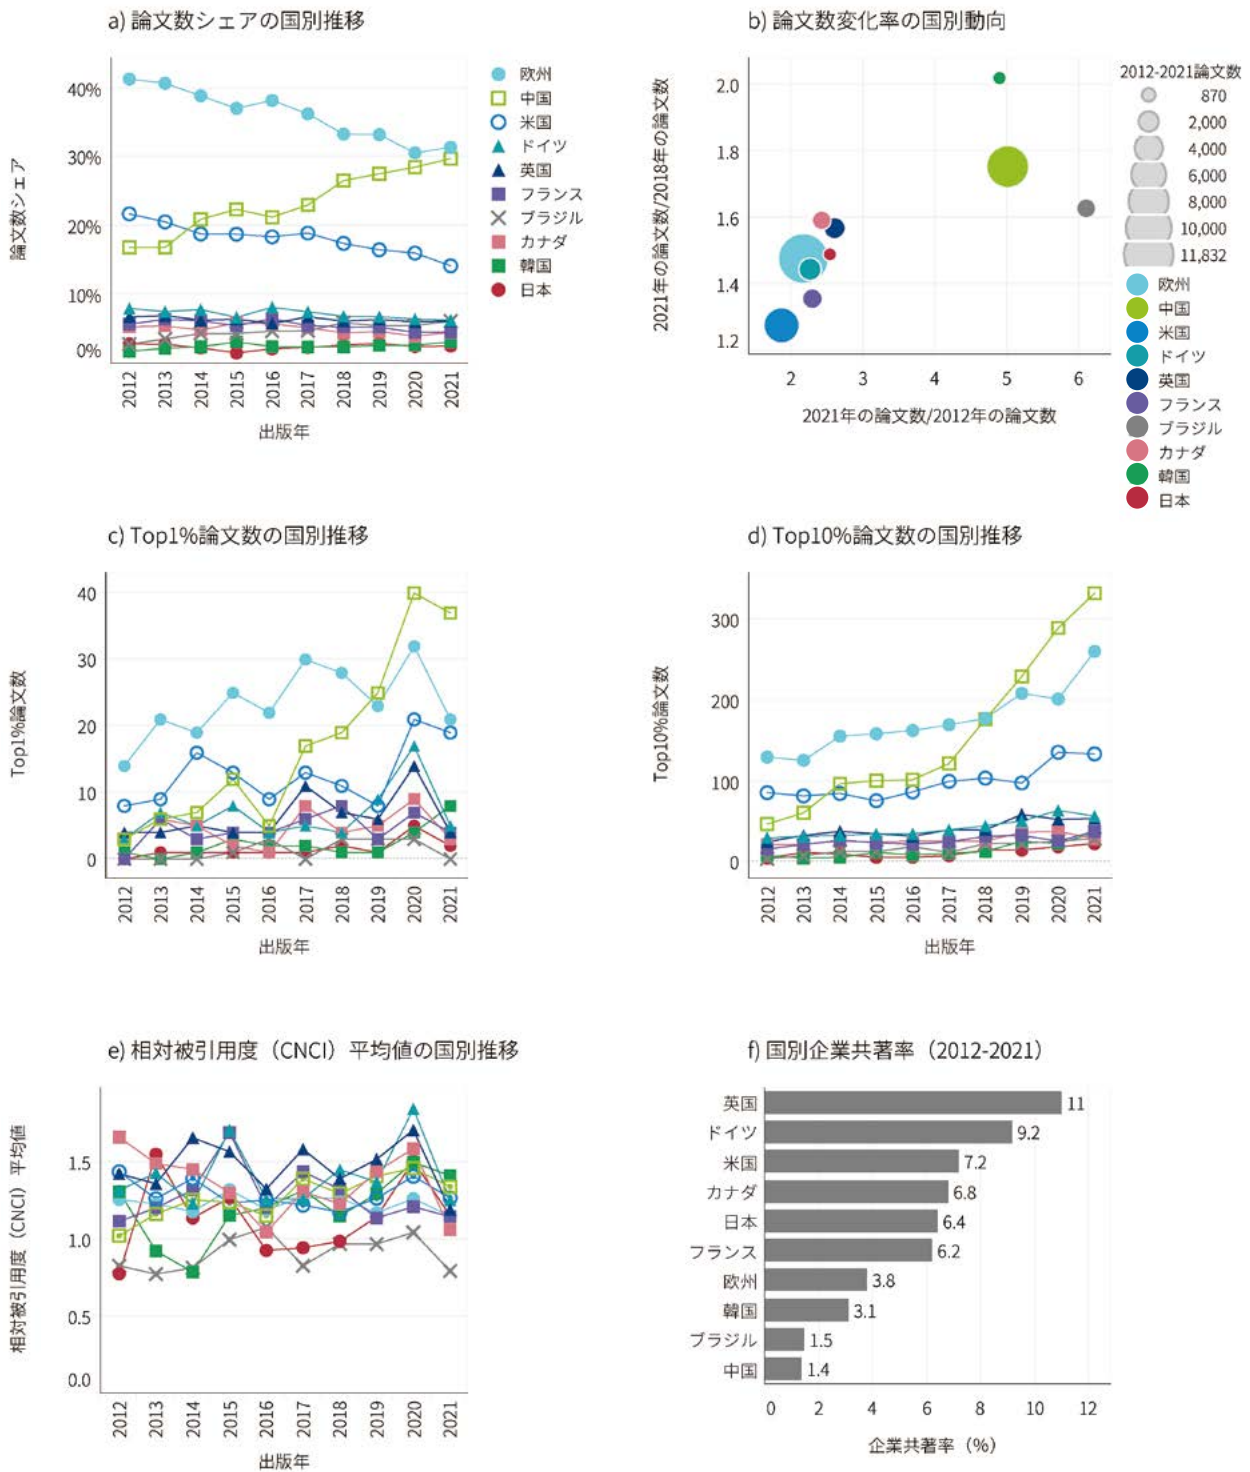 a) 論文数シェアの国別推移
論文数シェア
40%
30%
20%
10%
0%
2012
2013
2014
2015
2016
2017
2018
2019
2020
2021
出版年
欧州
中国
米国
ドイツ
英国
フランス
ブラジル
カナダ
韓国
日本
b) 論文数変化率の国別動向
2021年の論文数/2018年の論文数
2.0
1.8
1.6
1.4
1.2
2
3
4
5
6
2021年の論文数/2012年の論文数
2012-2021論文数
870
2,000
4,000
6,000
8,000
10,000
11,832
欧州
中国
米国
ドイツ
英国
フランス
ブラジル
カナダ
韓国
日本
c) Top1%論文数の国別推移
Top1%論文数
40
30
20
10
0
2012
2013
2014
2015
2016
2017
2018
2019
2020
2021
出版年
d) Top10%論文数の国別推移
Top10%論文数
300
200
100
0
2012
2013
2014
2015
2016
2017
2018
2019
2020
2021
出版年
e) 相対被引用度（CNCI）平均値の国別推移
相対被引用度（CNCI）平均値
1.5
1.0
0.5
0.0
2012
2013
2014
2015
2016
2017
2018
2019
2020
2021
出版年
f) 国別企業共著率（2012-2021）
英国 11
ドイツ 9.2
米国 7.2
カナダ 6.8
日本 6.4
フランス 6.2
欧州 3.8
韓国 3.1
ブラジル 1.5
中国 1.4
0 2 4 6 8 10 12
企業共著率（%）